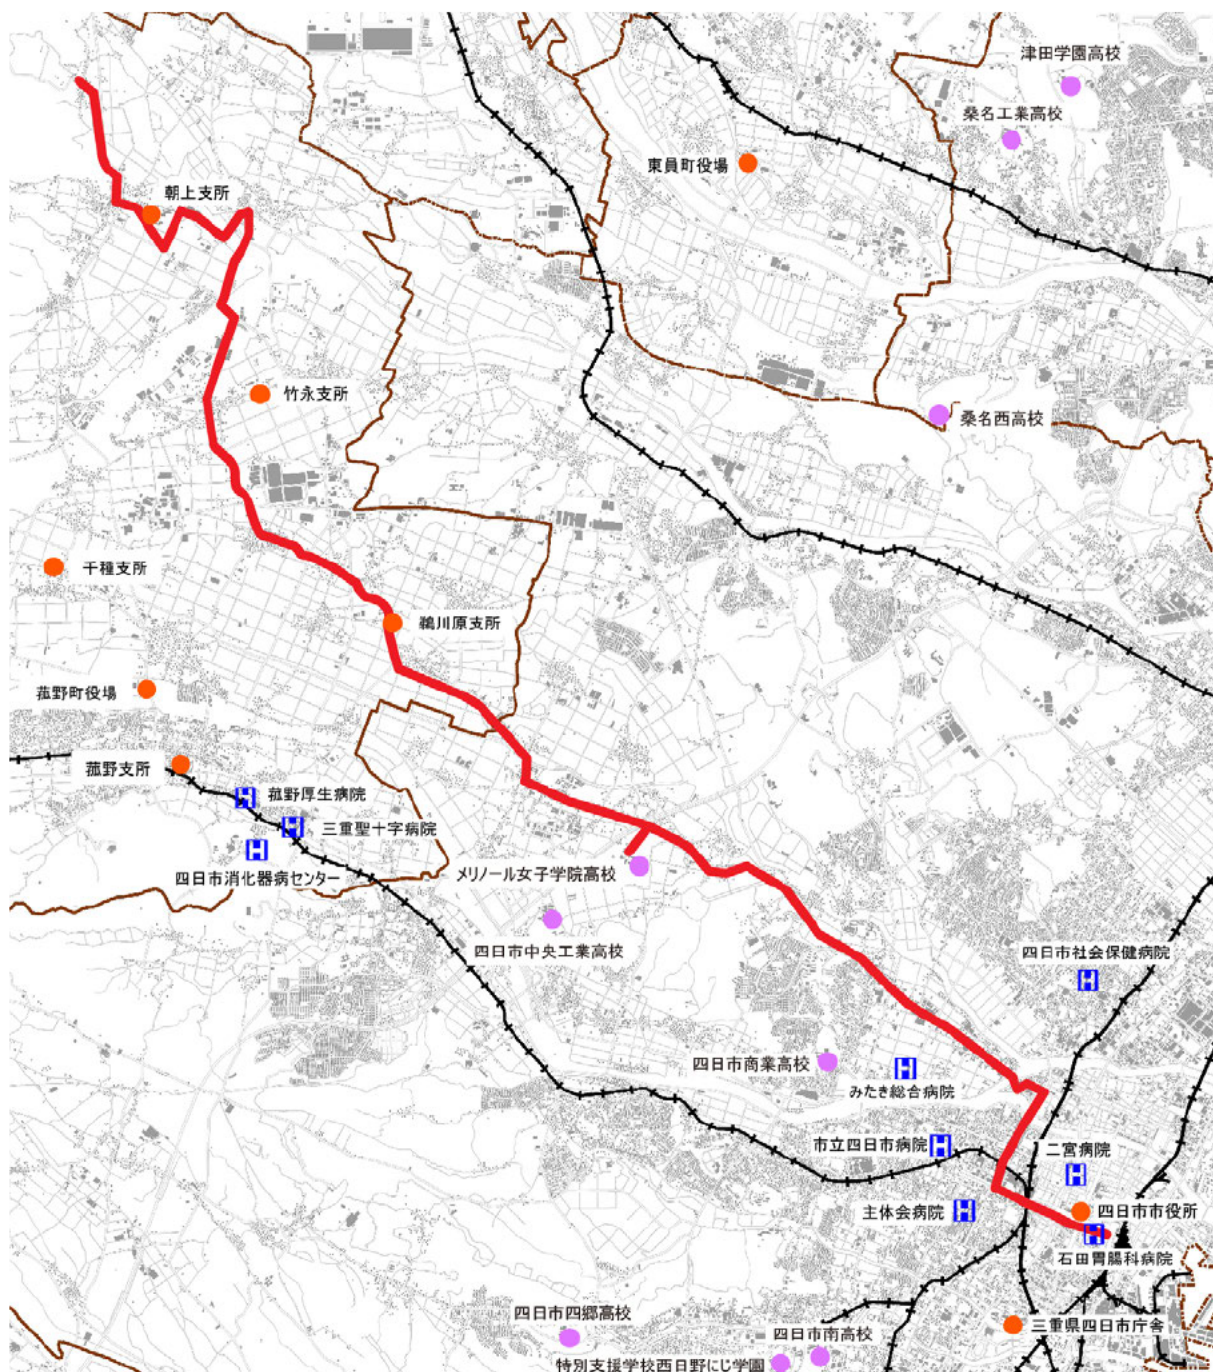 津田学園高校
桑名工業高校
東員町役場
朝上支所
竹永支所
桑名西高校
千種支所
鵜川原支所
菰野町役場
菰野支所
菰野厚生病院
三重聖十字病院
四日市消化器病センター
メリノール女子学院高校
四日市中央工業高校
四日市社会保健病院
四日市商業高校
みたき総合病院
市立四日市病院
二宮病院
主体会病院
四日市市役所
石田胃腸科病院
四日市四郷高校
三重県四日市庁舎
四日市南高校
特別支援学校西日野にじ学園